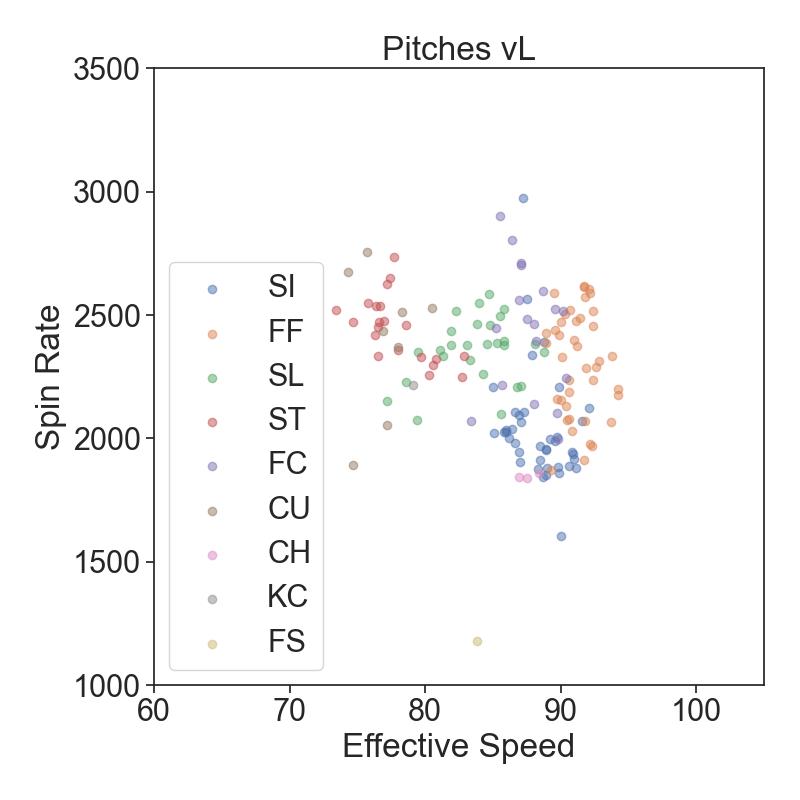 Pitches vL
3500
3000
2500
2000
1500
1000
Spin Rate
SI
FF
SL
ST
FC
CU
CH
KC
FS
60 70 80 90 100
Effective Speed